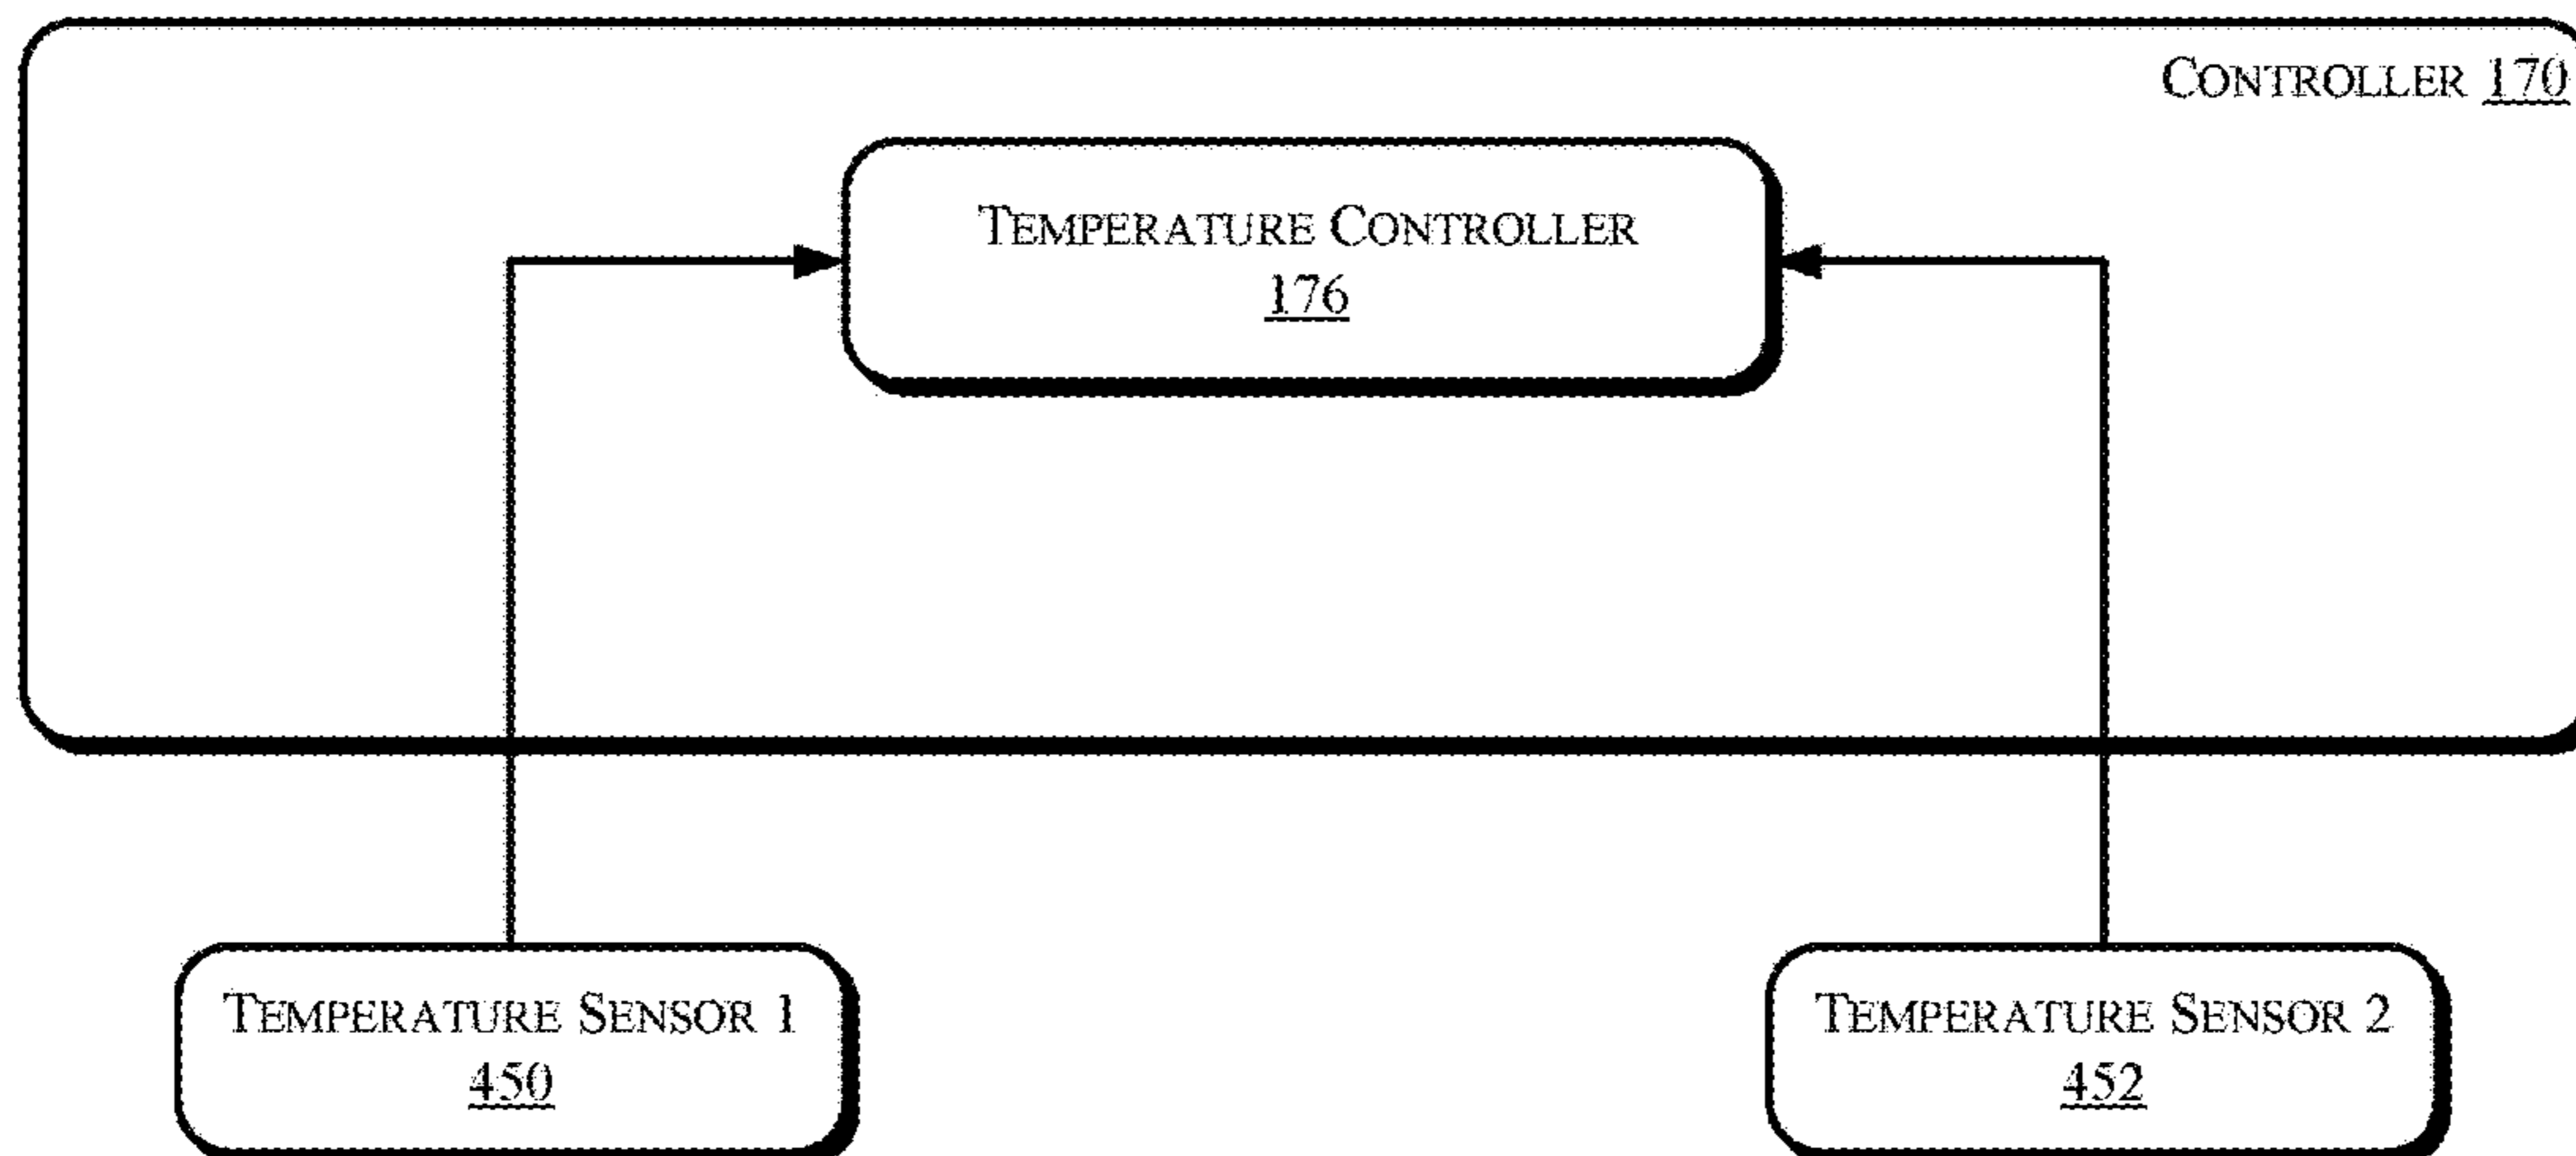 CONTROLLER 170
TEMPERATURE CONTROLLER
176
TEMPERATURE SENSOR 1
450
TEMPERATURE SENSOR 2
452